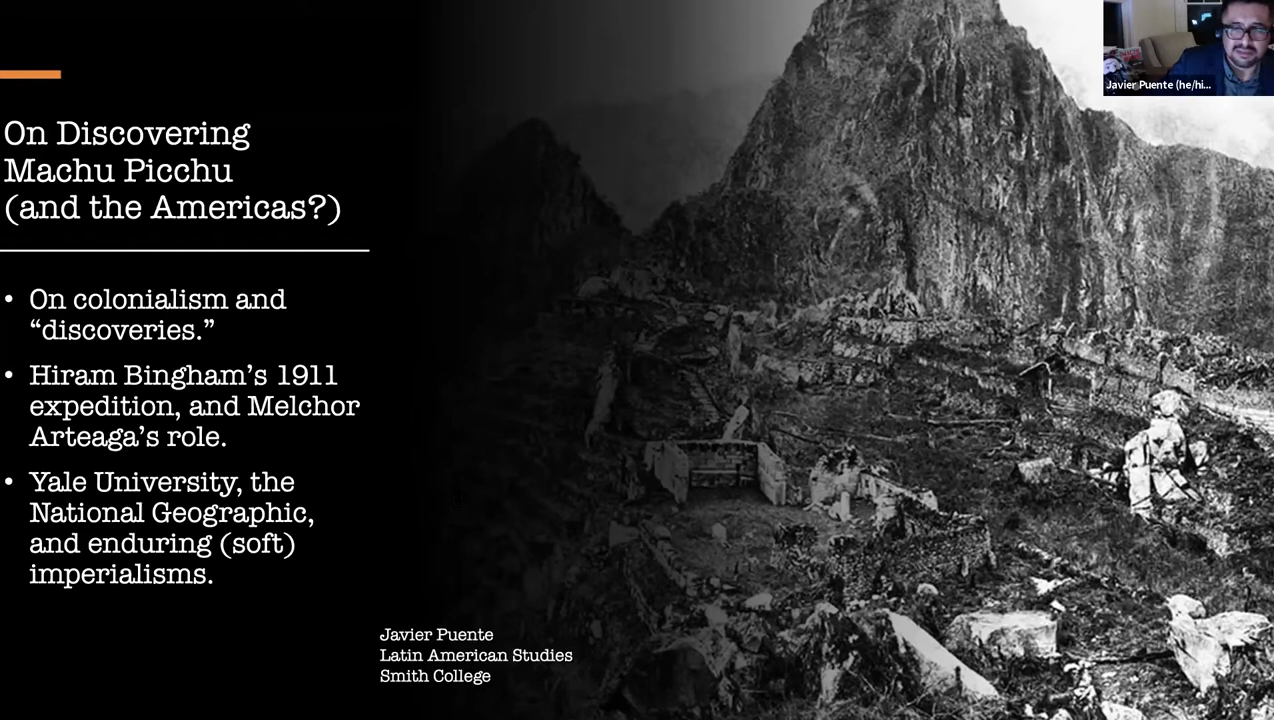 On Discovering
Machu Picchu
(and the Americas?)
• On colonialism and
“discoveries.”
• Hiram Bingham’s 1911
expedition, and Melchor
Arteaga’s role.
• Yale University, the
National Geographic,
and enduring (soft)
imperialisms.
Javier Puente
Latin American Studies
Smith College
Javier Puente (he/hi...